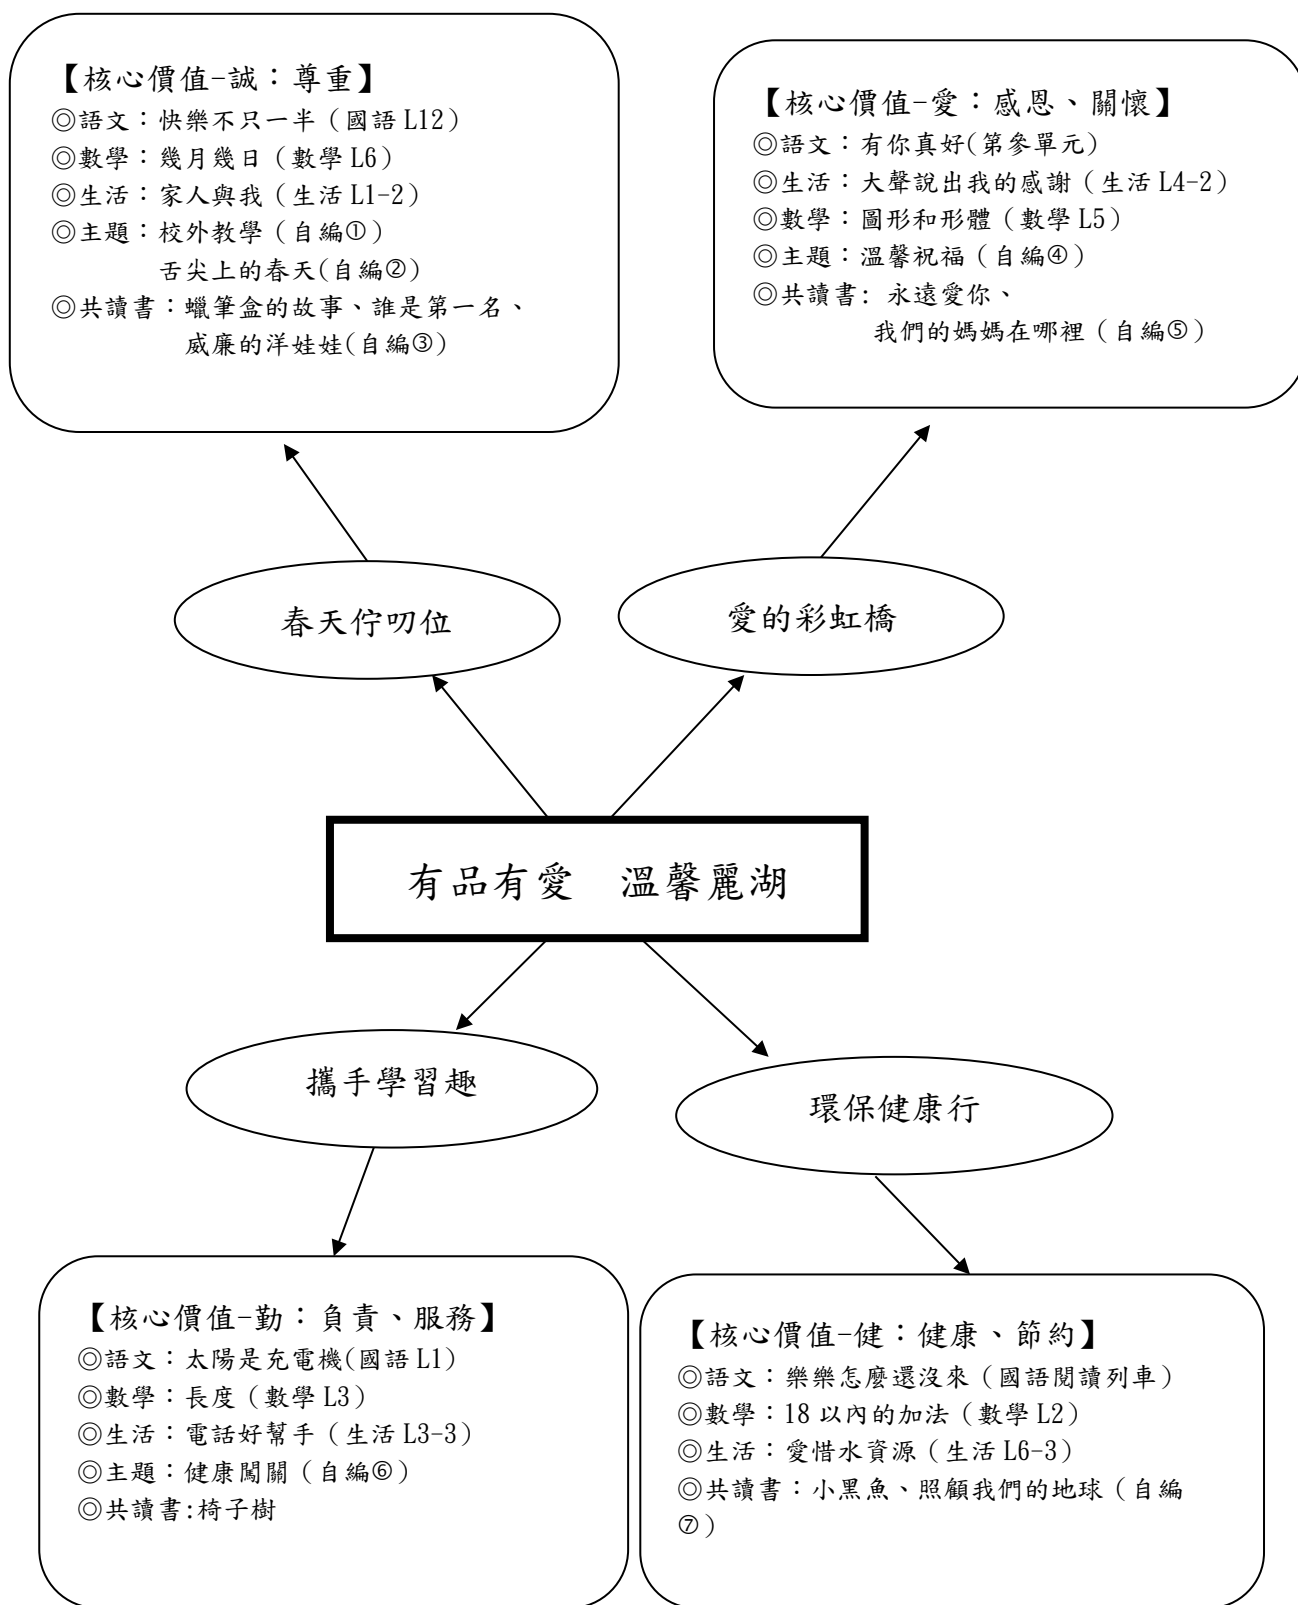 【核心價值-誠：尊重】
◎語文：快樂不只一半（國語 L12）
◎數學：幾月幾日（數學 L6）
◎生活：家人與我（生活 L1-2）
◎主題：校外教學（自編①）
舌尖上的春天(自編②)
◎共讀書：蠟筆盒的故事、誰是第一名、
威廉的洋娃娃(自編③)
【核心價值-愛：感恩、關懷】
◎語文：有你真好(第參單元)
◎生活：大聲說出我的感謝（生活 L4-2）
◎數學：圖形和形體（數學 L5）
◎主題：溫馨祝福（自編④）
◎共讀書: 永遠愛你、
我們的媽媽在哪裡（自編⑤）
春天佇叨位
愛的彩虹橋
有品有愛　溫馨麗湖
攜手學習趣
環保健康行
【核心價值-勤：負責、服務】
◎語文：太陽是充電機(國語 L1)
◎數學：長度（數學 L3）
◎生活：電話好幫手（生活 L3-3）
◎主題：健康闖關（自編⑥）
◎共讀書:椅子樹
【核心價值-健：健康、節約】
◎語文：樂樂怎麼還沒來（國語閱讀列車）
◎數學：18 以內的加法（數學 L2）
◎生活：愛惜水資源（生活 L6-3）
◎共讀書：小黑魚、照顧我們的地球（自編
⑦）